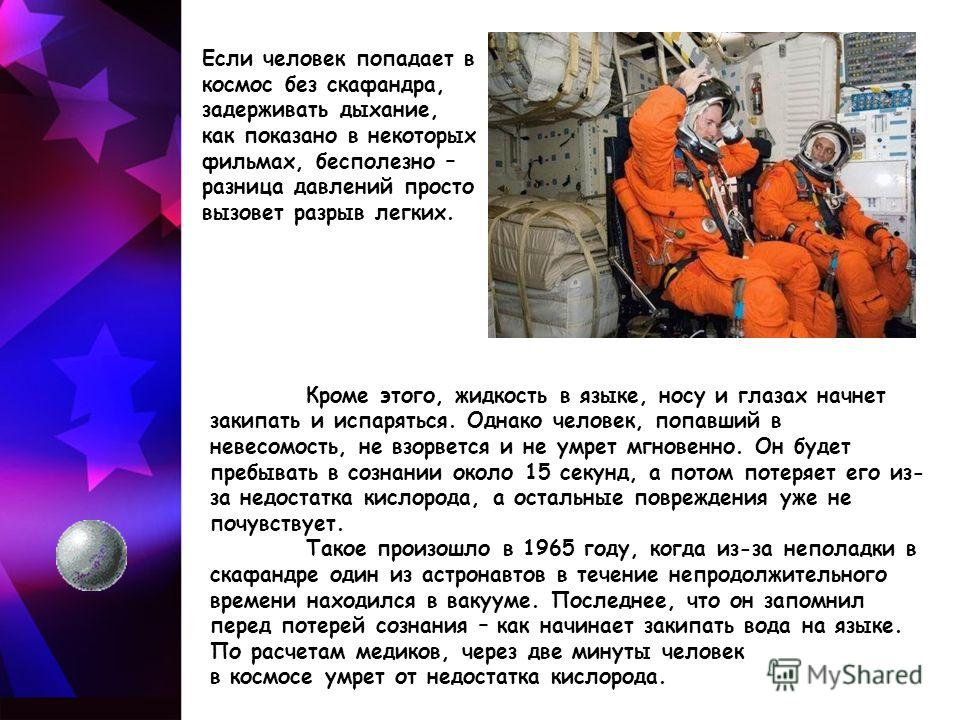 Если человек попадает в
космос без скафандра,
задерживать дыхание,
как показано в некоторых
фильмах, бесполезно –
разница давлений просто
вызовет разрыв легких.
Кроме этого, жидкость в языке, носу и глазах начнет
закипать и испаряться. Однако человек, попавший в
невесомость, не взорвется и не умрет мгновенно. Он будет
пребывать в сознании около 15 секунд, а потом потеряет его из-
за недостатка кислорода, а остальные повреждения уже не
почувствует.
Такое произошло в 1965 году, когда из-за неполадки в
скафандре один из астронавтов в течение непродолжительного
времени находился в вакууме. Последнее, что он запомнил
перед потерей сознания – как начинает закипать вода на языке.
По расчетам медиков, через две минуты человек
в космосе умрет от недостатка кислорода.
MyShared